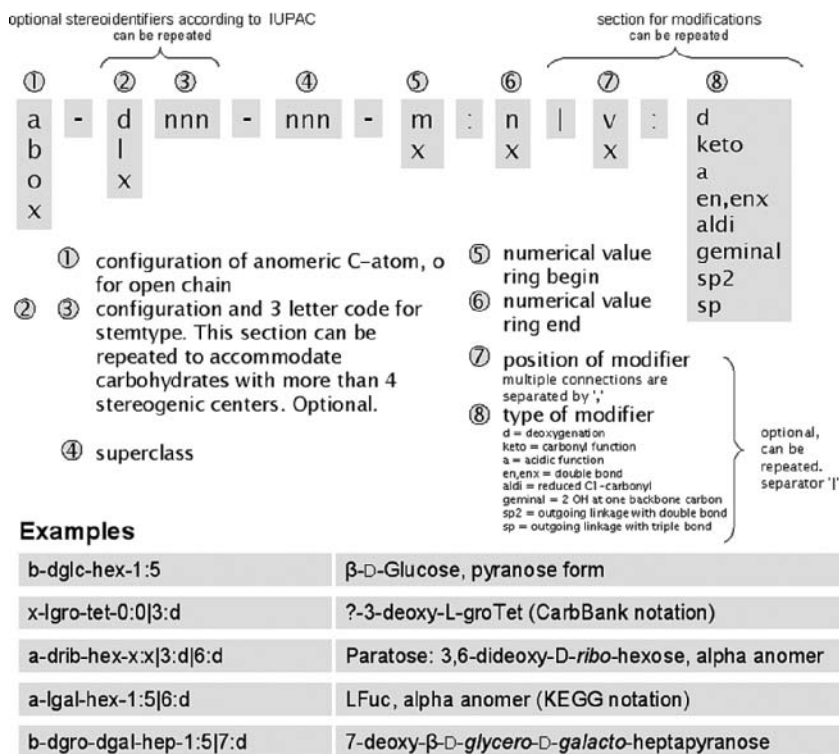 optional stereoidentifiers according to IUPAC
can be repeated
section for modifications
can be repeated
① ② ③ ④ ⑤ ⑥ ⑦ ⑧
a - d nnn - nnn - m : n | v : d
b l x x x keto
o x a
x en,enx
aldi
geminal
sp2
sp
① configuration of anomeric C-atom, o
for open chain
② ③ configuration and 3 letter code for
stemtype. This section can be
repeated to accommodate
carbohydrates with more than 4
stereogenic centers. Optional.
④ superclass
⑤ numerical value
ring begin
⑥ numerical value
ring end
⑦ position of modifier
multiple connections are
separated by ','
⑧ type of modifier
d = deoxygenation
keto = carbonyl function
a = acidic function
en,enx = double bond
aldi = reduced C1-carbonyl
geminal = 2 OH at one backbone carbon
sp2 = outgoing linkage with double bond
sp = outgoing linkage with triple bond
optional,
can be
repeated.
separator '|'
Examples
b-dglc-hex-1:5 β-D-Glucose, pyranose form
x-lgro-tet-0:0|3:d ?-3-deoxy-L-groTet (CarbBank notation)
a-drib-hex-x:x|3:d|6:d Paratose: 3,6-dideoxy-D-ribo-hexose, alpha anomer
a-lgal-hex-1:5|6:d LFuc, alpha anomer (KEGG notation)
b-dgro-dgal-hep-1:5|7:d 7-deoxy-β-D-glycero-D-galacto-heptapyranose